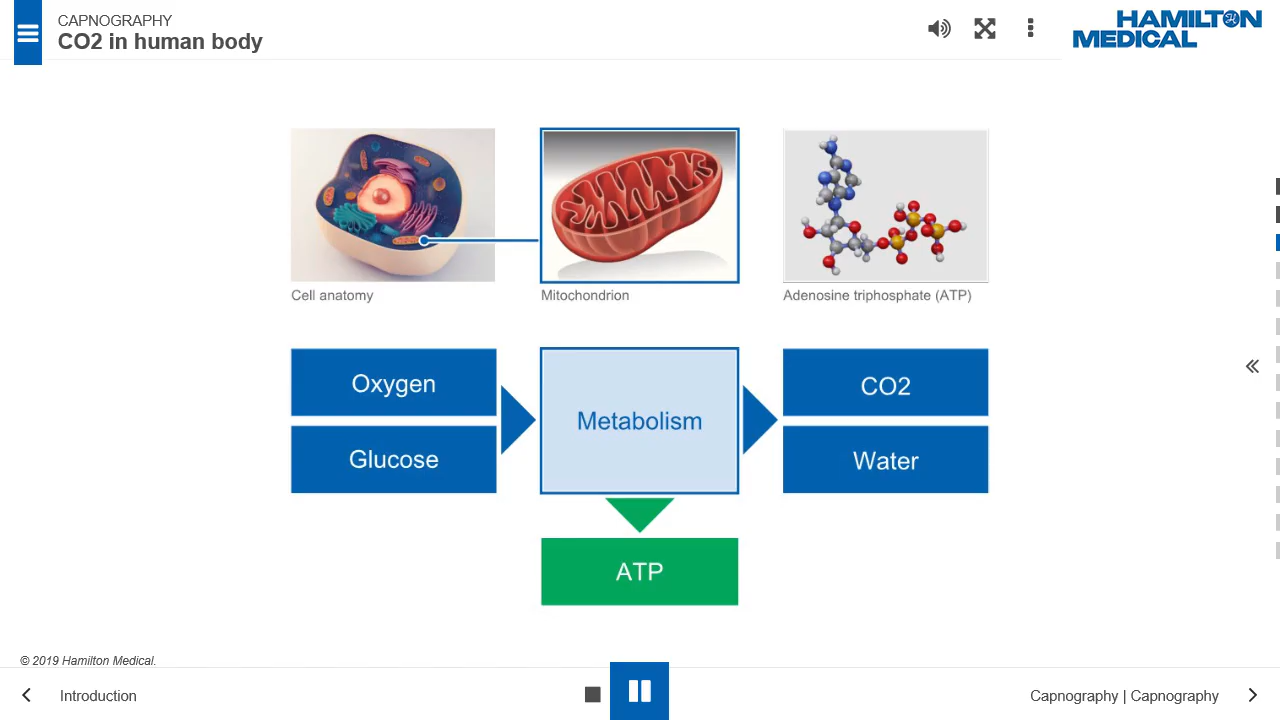 CAPNOGRAPHY
CO2 in human body
HAMILTON
MEDICAL
Cell anatomy
Mitochondrion
Adenosine triphosphate (ATP)
Oxygen
Glucose
Metabolism
CO2
Water
ATP
© 2019 Hamilton Medical.
Introduction
Capnography | Capnography